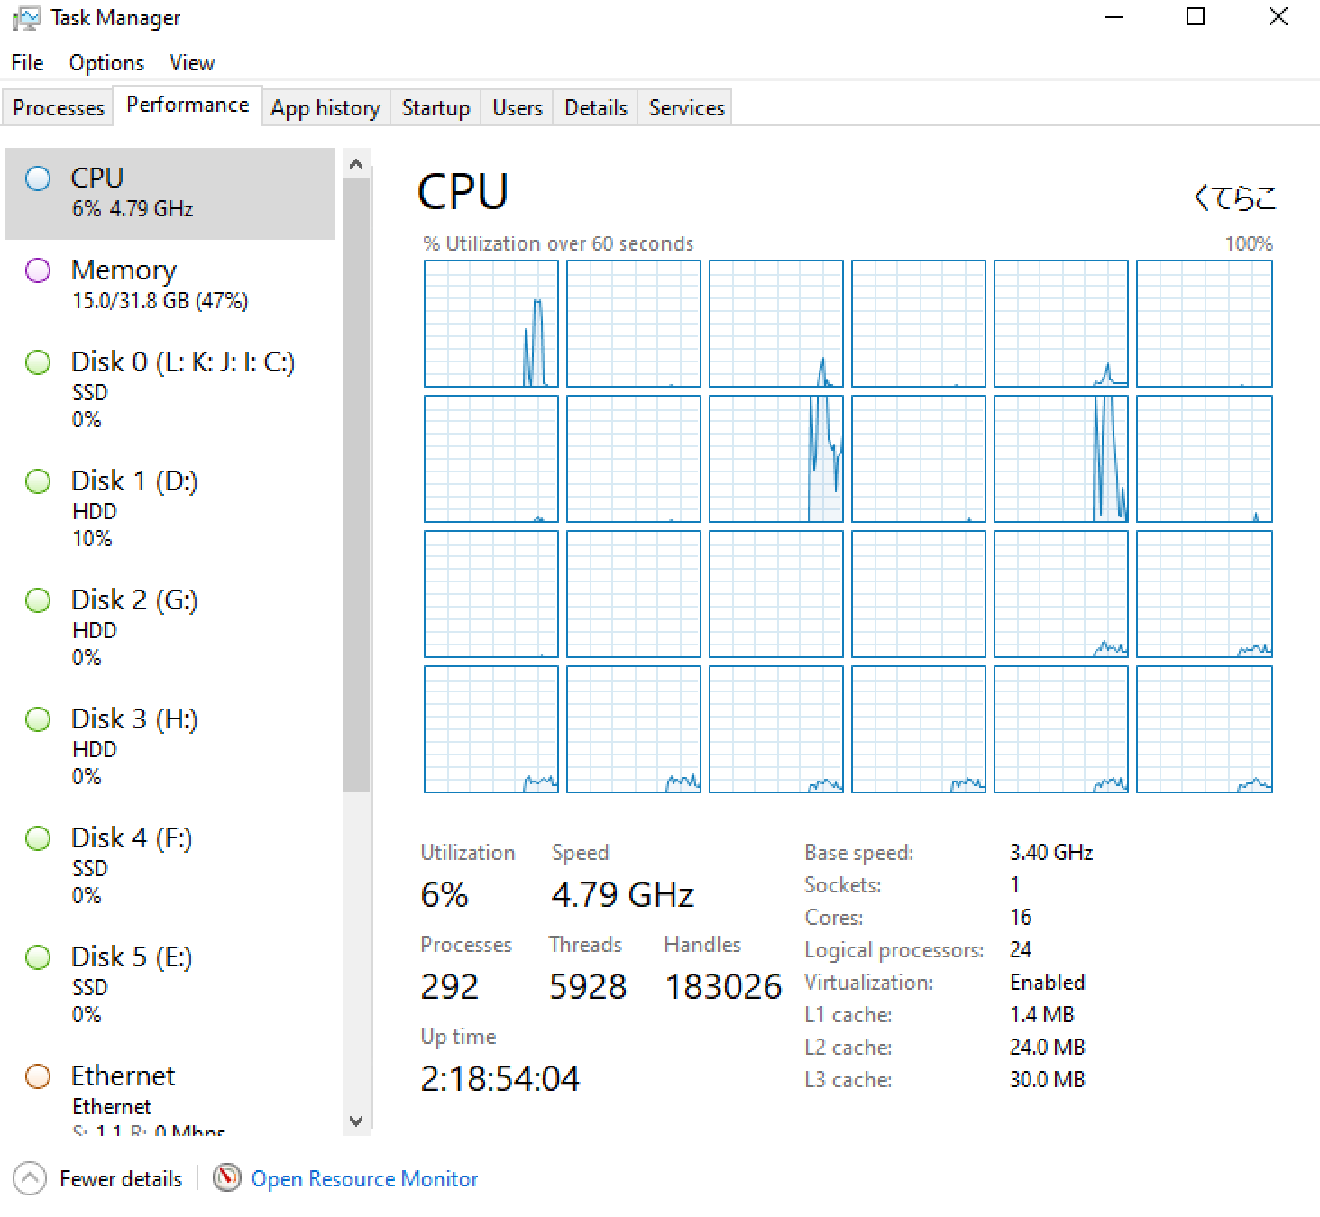 Task Manager
File Options View
Processes Performance App history Startup Users Details Services
CPU
6% 4.79 GHz
Memory
15.0/31.8 GB (47%)
Disk 0 (L: K: J: I: C:)
SSD
0%
Disk 1 (D:)
HDD
10%
Disk 2 (G:)
HDD
0%
Disk 3 (H:)
HDD
0%
Disk 4 (F:)
SSD
0%
Disk 5 (E:)
SSD
0%
Ethernet
Ethernet
S: 1.1 R: 0 Mbps
CPU
くてらこ
% Utilization over 60 seconds 100%
Utilization Speed
6% 4.79 GHz
Processes Threads Handles
292 5928 183026
Up time
2:18:54:04
Base speed: 3.40 GHz
Sockets: 1
Cores: 16
Logical processors: 24
Virtualization: Enabled
L1 cache: 1.4 MB
L2 cache: 24.0 MB
L3 cache: 30.0 MB
Fewer details Open Resource Monitor